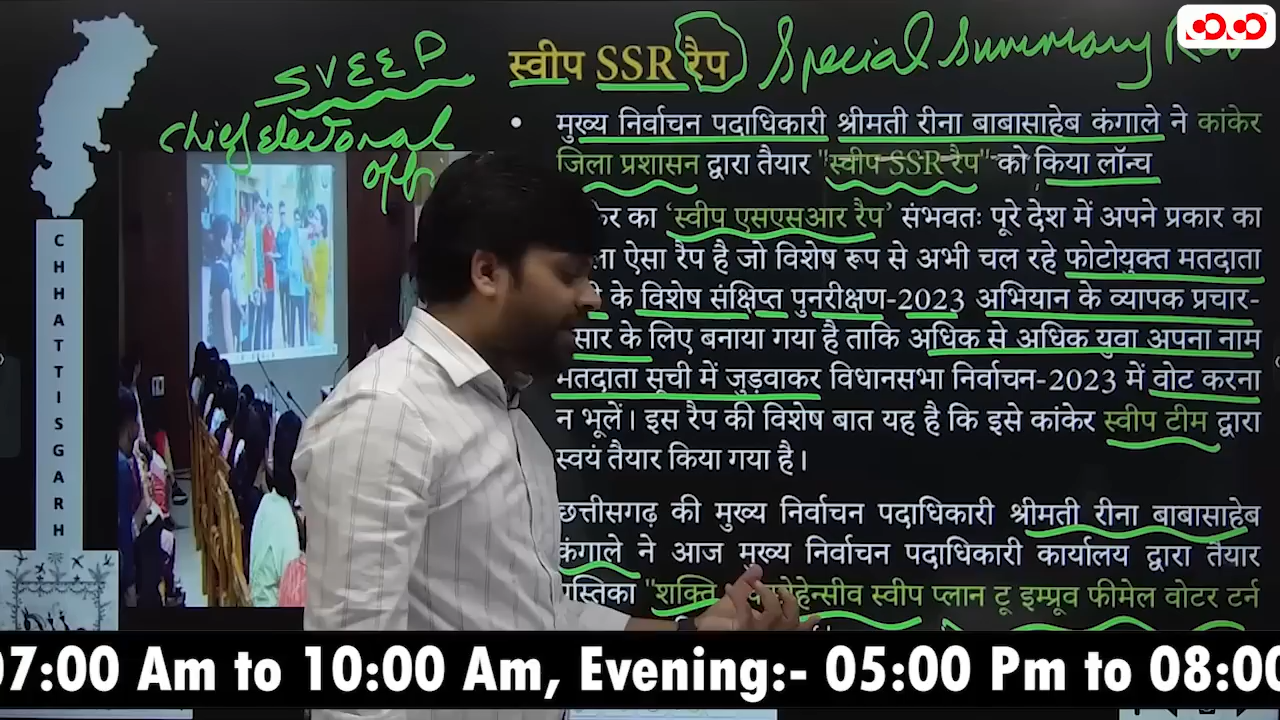 स्वीप SSR रैप
Special Summary Rev
SVEEP
Chief Electoral
मुख्य निर्वाचन पदाधिकारी श्रीमती रीना बाबासाहेब कंगाले ने कांकेर
जिला प्रशासन द्वारा तैयार "स्वीप SSR रैप" को किया लॉन्च
का ‘स्वीप एसएसआर रैप’ संभवतः पूरे देश में अपने प्रकार का
ऐसा रैप है जो विशेष रूप से अभी चल रहे फोटोयुक्त मतदाता
के विशेष संक्षिप्त पुनरीक्षण-2023 अभियान के व्यापक प्रचार-
के लिए बनाया गया है ताकि अधिक से अधिक युवा अपना नाम
मतदाता सूची में जुड़वाकर विधानसभा निर्वाचन-2023 में वोट करना
न भूलें। इस रैप की विशेष बात यह है कि इसे कांकेर स्वीप टीम द्वारा
स्वयं तैयार किया गया है।
छत्तीसगढ़ की मुख्य निर्वाचन पदाधिकारी श्रीमती रीना बाबासाहेब
कंगाले ने आज मुख्य निर्वाचन पदाधिकारी कार्यालय द्वारा तैयार
"शक्ति स्वीप प्लान टू इम्प्रूव फीमेल वोटर टर्न
CHHATTISGARH
07:00 Am to 10:00 Am, Evening:- 05:00 Pm to 08:00